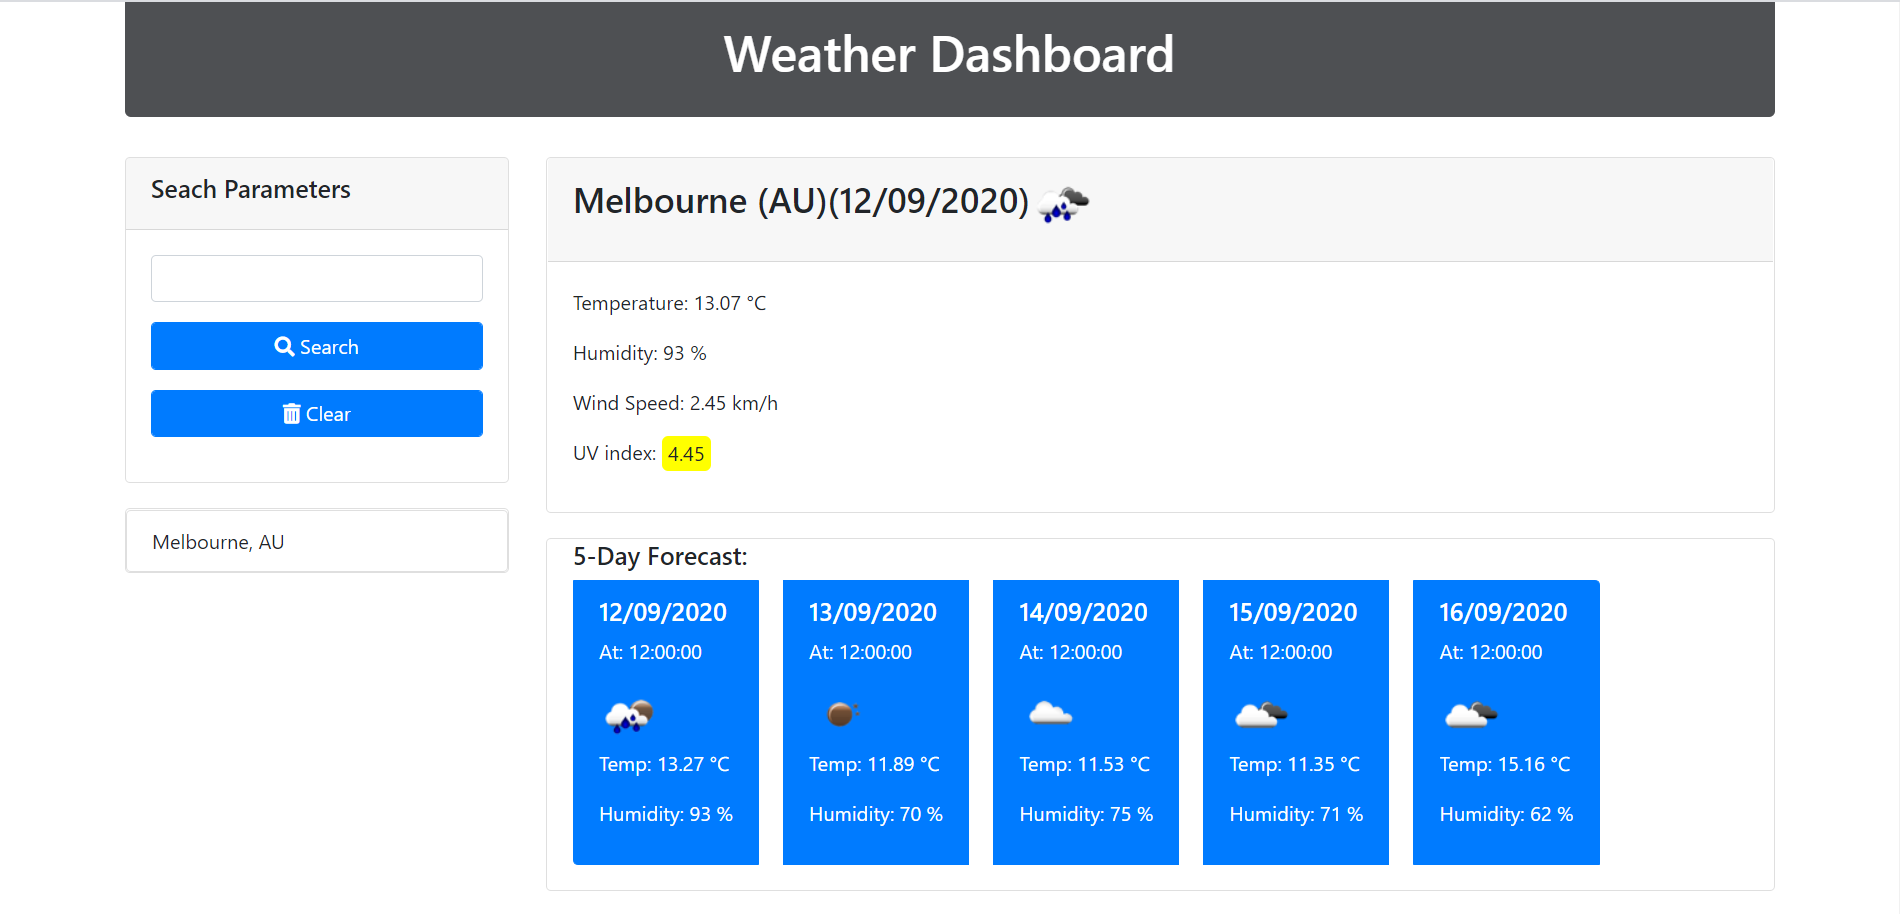 Weather Dashboard
Seach Parameters
Search
Clear
Melbourne, AU
Melbourne (AU)(12/09/2020)
Temperature: 13.07 °C
Humidity: 93 %
Wind Speed: 2.45 km/h
UV index: 4.45
5-Day Forecast:
12/09/2020
At: 12:00:00
Temp: 13.27 °C
Humidity: 93 %
13/09/2020
At: 12:00:00
Temp: 11.89 °C
Humidity: 70 %
14/09/2020
At: 12:00:00
Temp: 11.53 °C
Humidity: 75 %
15/09/2020
At: 12:00:00
Temp: 11.35 °C
Humidity: 71 %
16/09/2020
At: 12:00:00
Temp: 15.16 °C
Humidity: 62 %